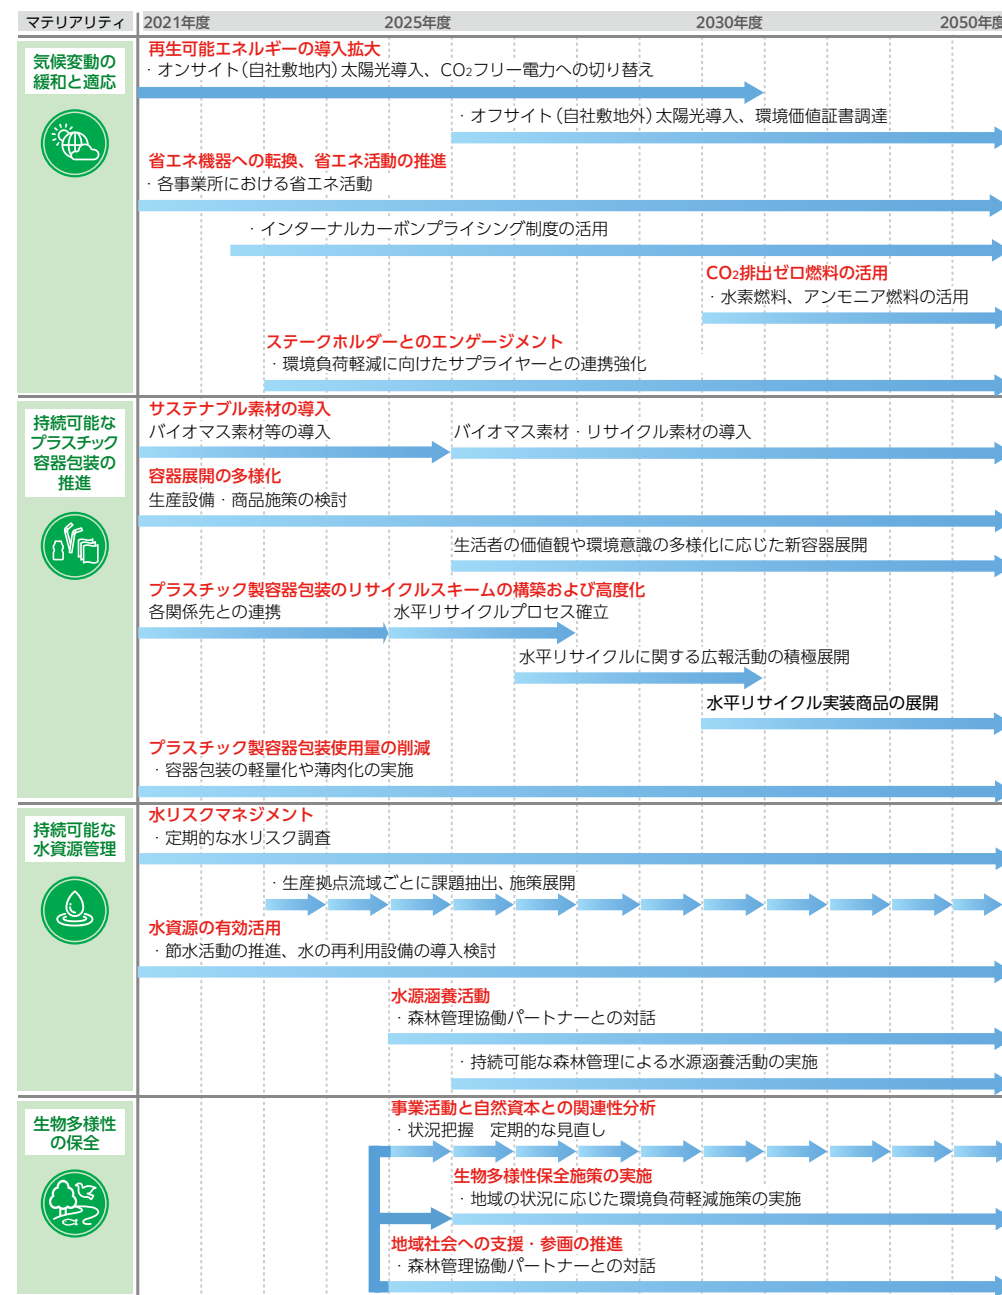 マテリアリティ 2021年度 2025年度 2030年度 2050年度
気候変動の
緩和と適応
再生可能エネルギーの導入拡大
・オンサイト(自社敷地内)太陽光導入、CO₂フリー電力への切り替え
・オフサイト(自社敷地外)太陽光導入、環境価値証書調達
省エネ機器への転換、省エネ活動の推進
・各事業所における省エネ活動
・インターナルカーボンプライシング制度の活用
CO₂排出ゼロ燃料の活用
・水素燃料、アンモニア燃料の活用
ステークホルダーとのエンゲージメント
・環境負荷軽減に向けたサプライヤーとの連携強化
持続可能な
プラスチック
容器包装の
推進
サステナブル素材の導入
バイオマス素材等の導入 バイオマス素材・リサイクル素材の導入
容器展開の多様化
生産設備・商品施策の検討
生活者の価値観や環境意識の多様化に応じた新容器展開
プラスチック製容器包装のリサイクルスキームの構築および高度化
各関係先との連携 水平リサイクルプロセス確立
水平リサイクルに関する広報活動の積極展開
水平リサイクル実装商品の展開
プラスチック製容器包装使用量の削減
・容器包装の軽量化や薄肉化の実施
持続可能な
水資源管理
水リスクマネジメント
・定期的な水リスク調査
・生産拠点流域ごとに課題抽出、施策展開
水資源の有効活用
・節水活動の推進、水の再利用設備の導入検討
水源涵養活動
・森林管理協働パートナーとの対話
・持続可能な森林管理による水源涵養活動の実施
生物多様性
の保全
事業活動と自然資本との関連性分析
・状況把握 定期的な見直し
生物多様性保全施策の実施
・地域の状況に応じた環境負荷軽減施策の実施
地域社会への支援・参画の推進
・森林管理協働パートナーとの対話